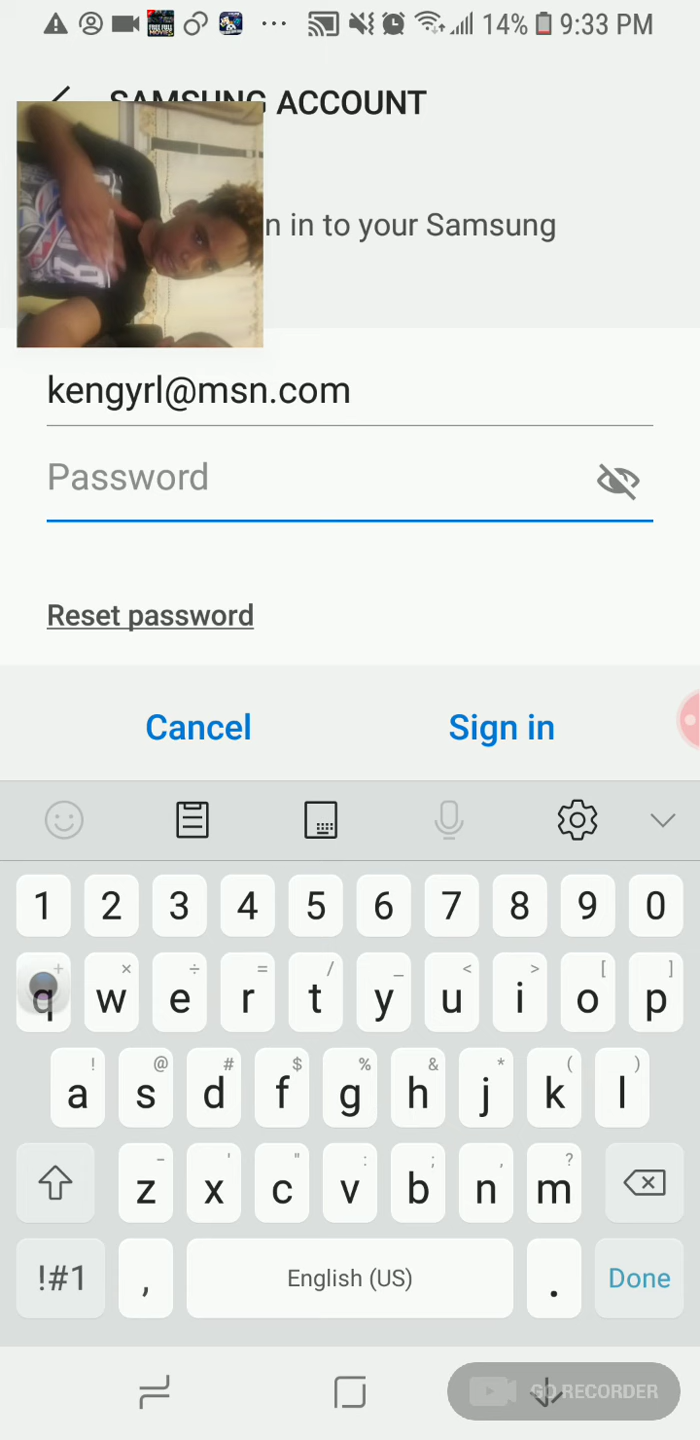 14% 9:33 PM
SAMSUNG ACCOUNT
n in to your Samsung
kengyrl@msn.com
Password
Reset password
Cancel Sign in
1 2 3 4 5 6 7 8 9 0
+ × ÷ = / _ < > [ ]
q w e r t y u i o p
! @ # $ % & * ( )
a s d f g h j k l
- ' " : ; , ?
z x c v b n m
!#1 , English (US) . Done
GO RECORDER